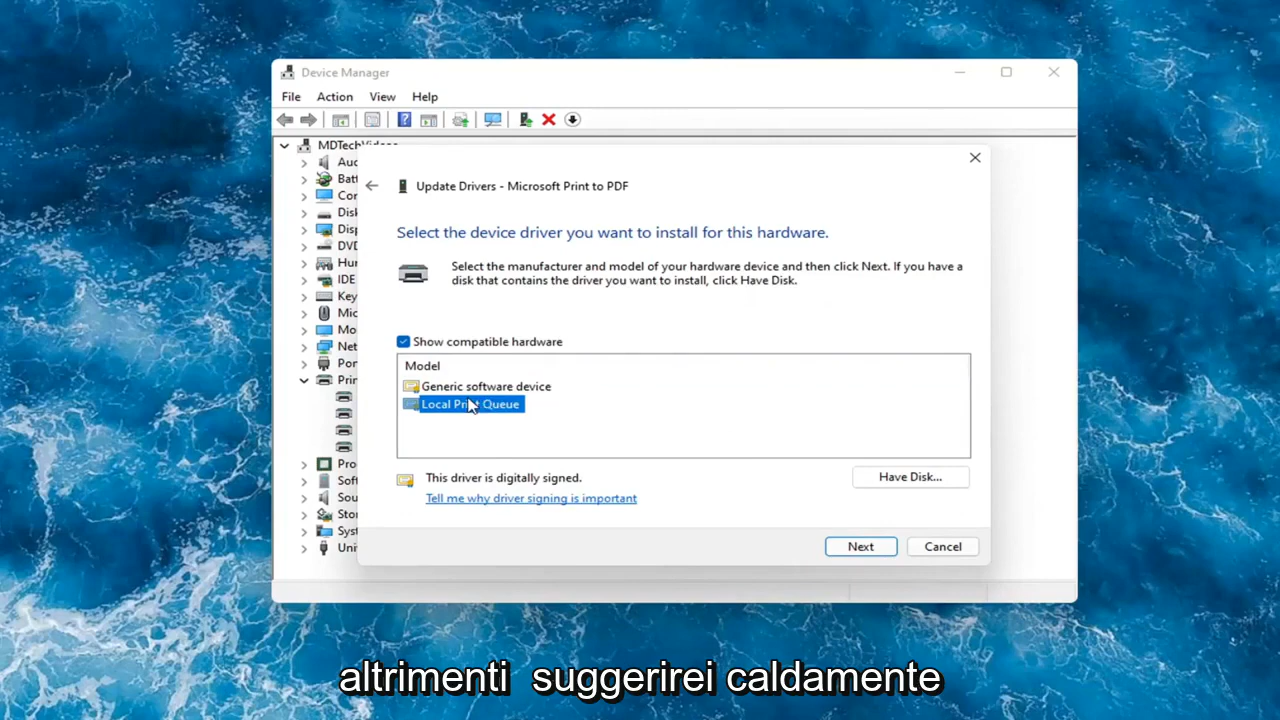 Device Manager
File Action View Help
MDTechVideos
Update Drivers - Microsoft Print to PDF
Select the device driver you want to install for this hardware.
Select the manufacturer and model of your hardware device and then click Next. If you have a
disk that contains the driver you want to install, click Have Disk.
Show compatible hardware
Model
Generic software device
Local Print Queue
This driver is digitally signed.
Have Disk...
Tell me why driver signing is important
Next Cancel
altrimenti suggerirei caldamente